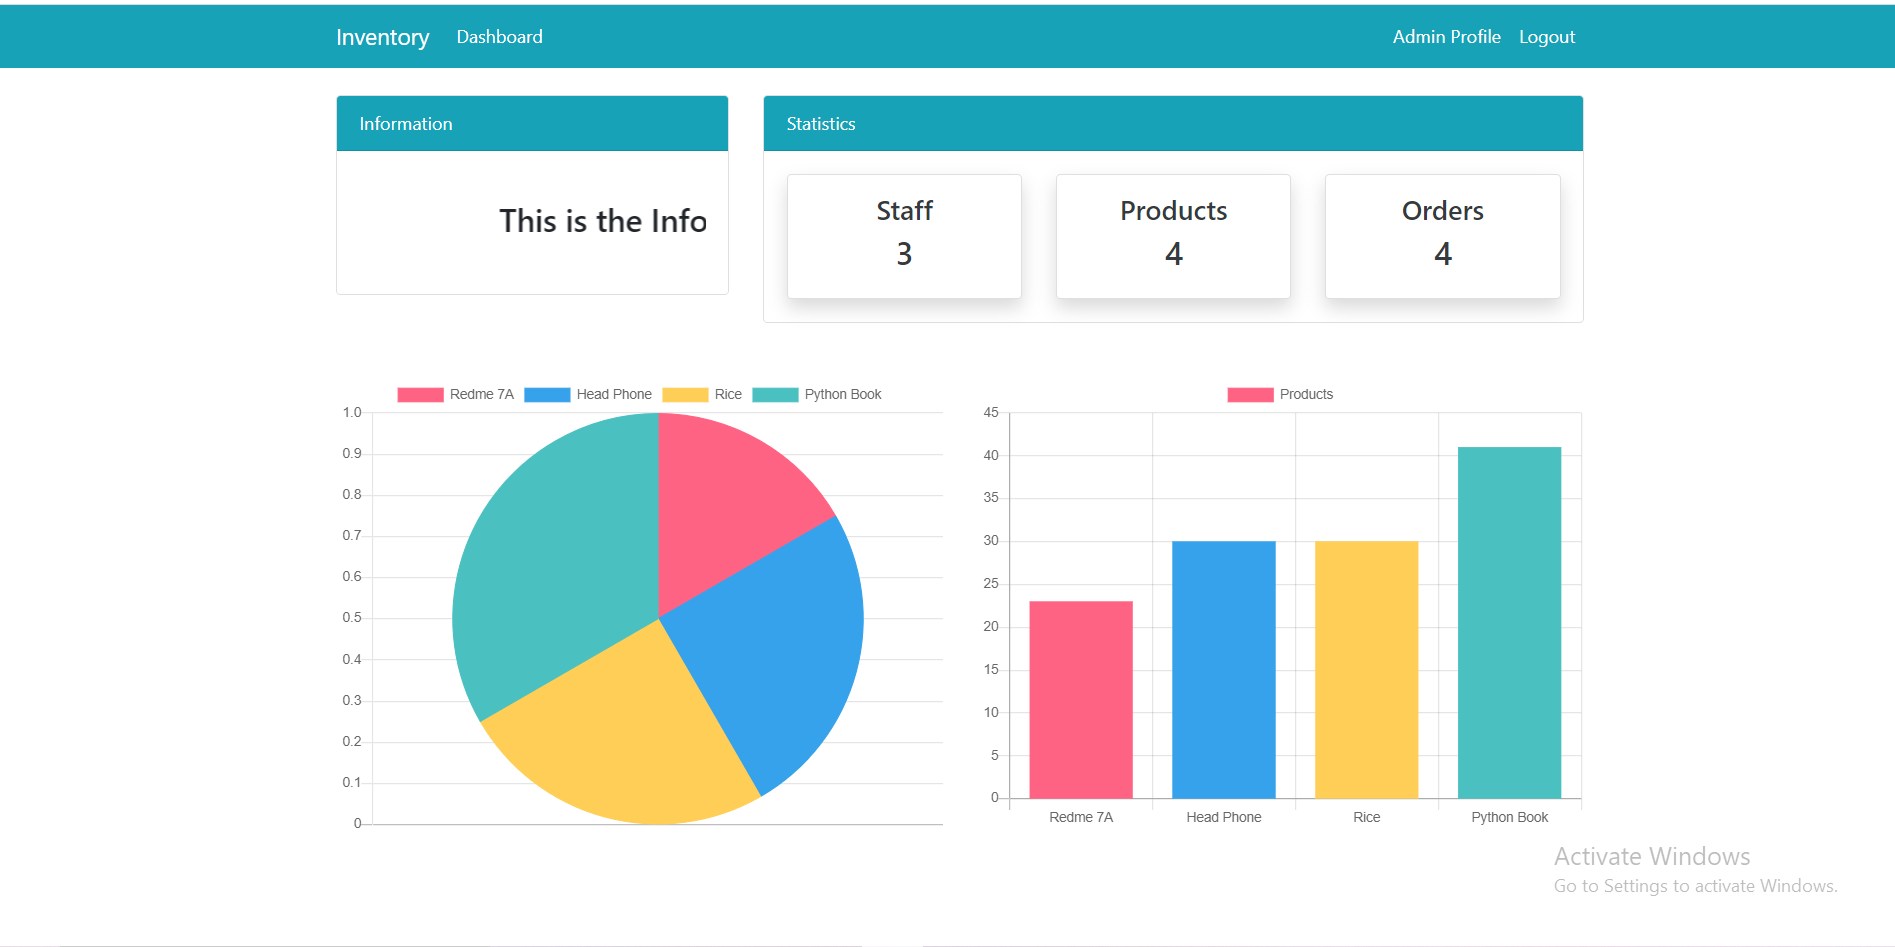 Inventory Dashboard Admin Profile Logout
Information
This is the Info
Statistics
Staff
3
Products
4
Orders
4
Redme 7A Head Phone Rice Python Book
1.0
0.9
0.8
0.7
0.6
0.5
0.4
0.3
0.2
0.1
0
Products
45
40
35
30
25
20
15
10
5
0
Redme 7A Head Phone Rice Python Book
Activate Windows
Go to Settings to activate Windows.